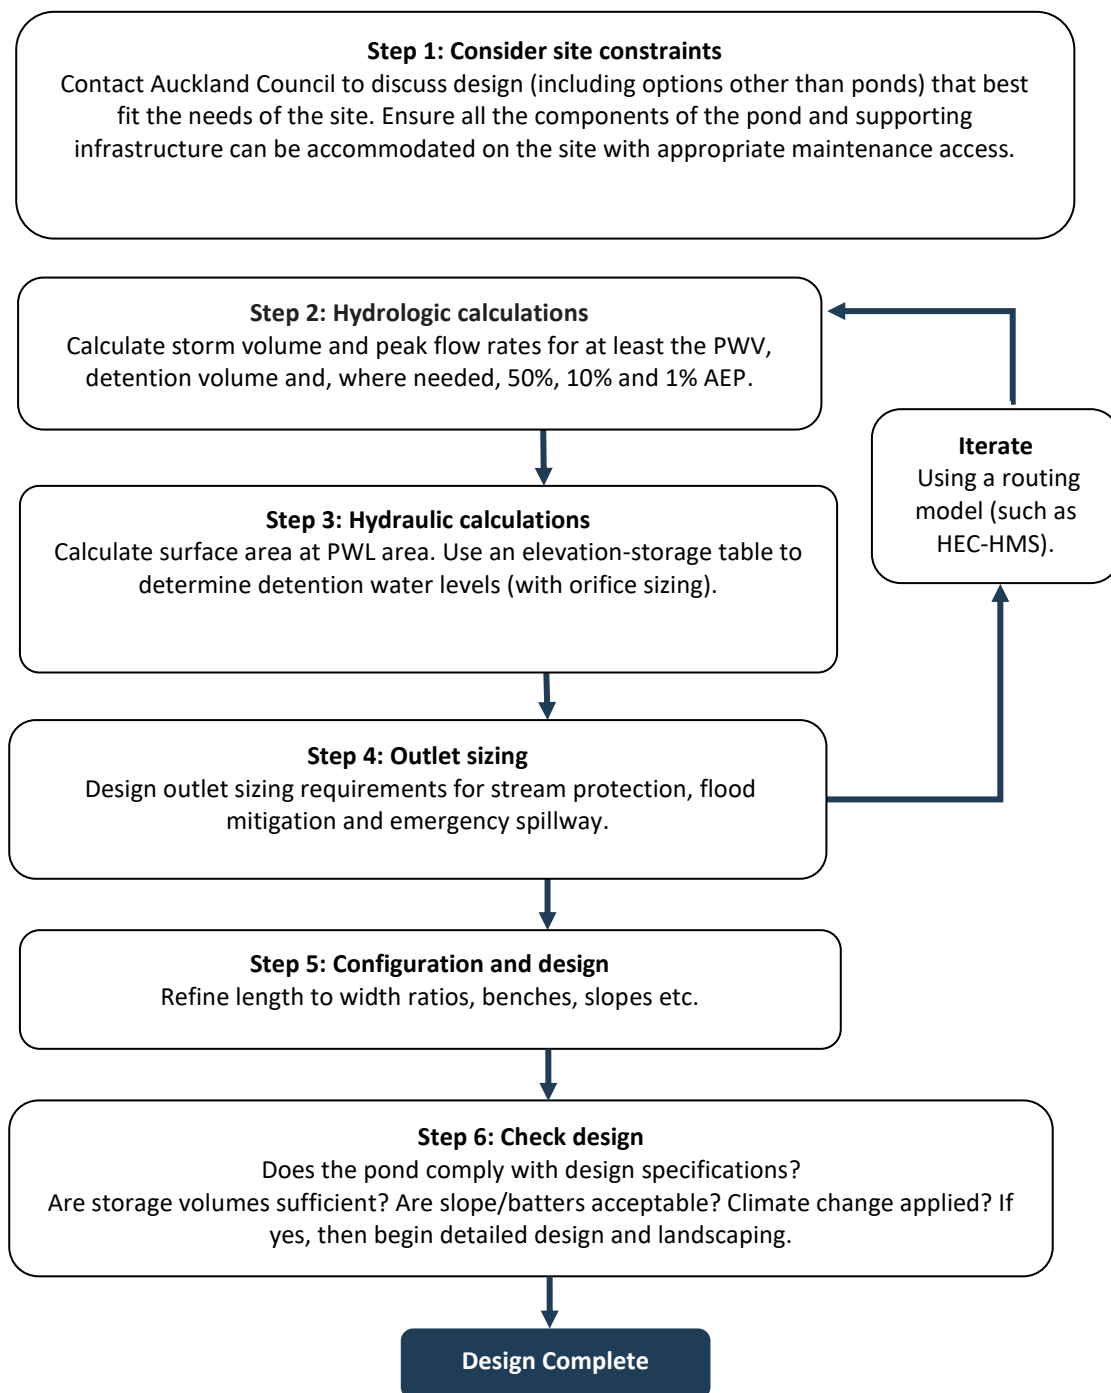 Step 1: Consider site constraints
Contact Auckland Council to discuss design (including options other than ponds) that best
fit the needs of the site. Ensure all the components of the pond and supporting
infrastructure can be accommodated on the site with appropriate maintenance access.
Step 2: Hydrologic calculations
Calculate storm volume and peak flow rates for at least the PWV,
detention volume and, where needed, 50%, 10% and 1% AEP.
Iterate
Using a routing
model (such as
HEC-HMS).
Step 3: Hydraulic calculations
Calculate surface area at PWL area. Use an elevation-storage table to
determine detention water levels (with orifice sizing).
Step 4: Outlet sizing
Design outlet sizing requirements for stream protection, flood
mitigation and emergency spillway.
Step 5: Configuration and design
Refine length to width ratios, benches, slopes etc.
Step 6: Check design
Does the pond comply with design specifications?
Are storage volumes sufficient? Are slope/batters acceptable? Climate change applied? If
yes, then begin detailed design and landscaping.
Design Complete